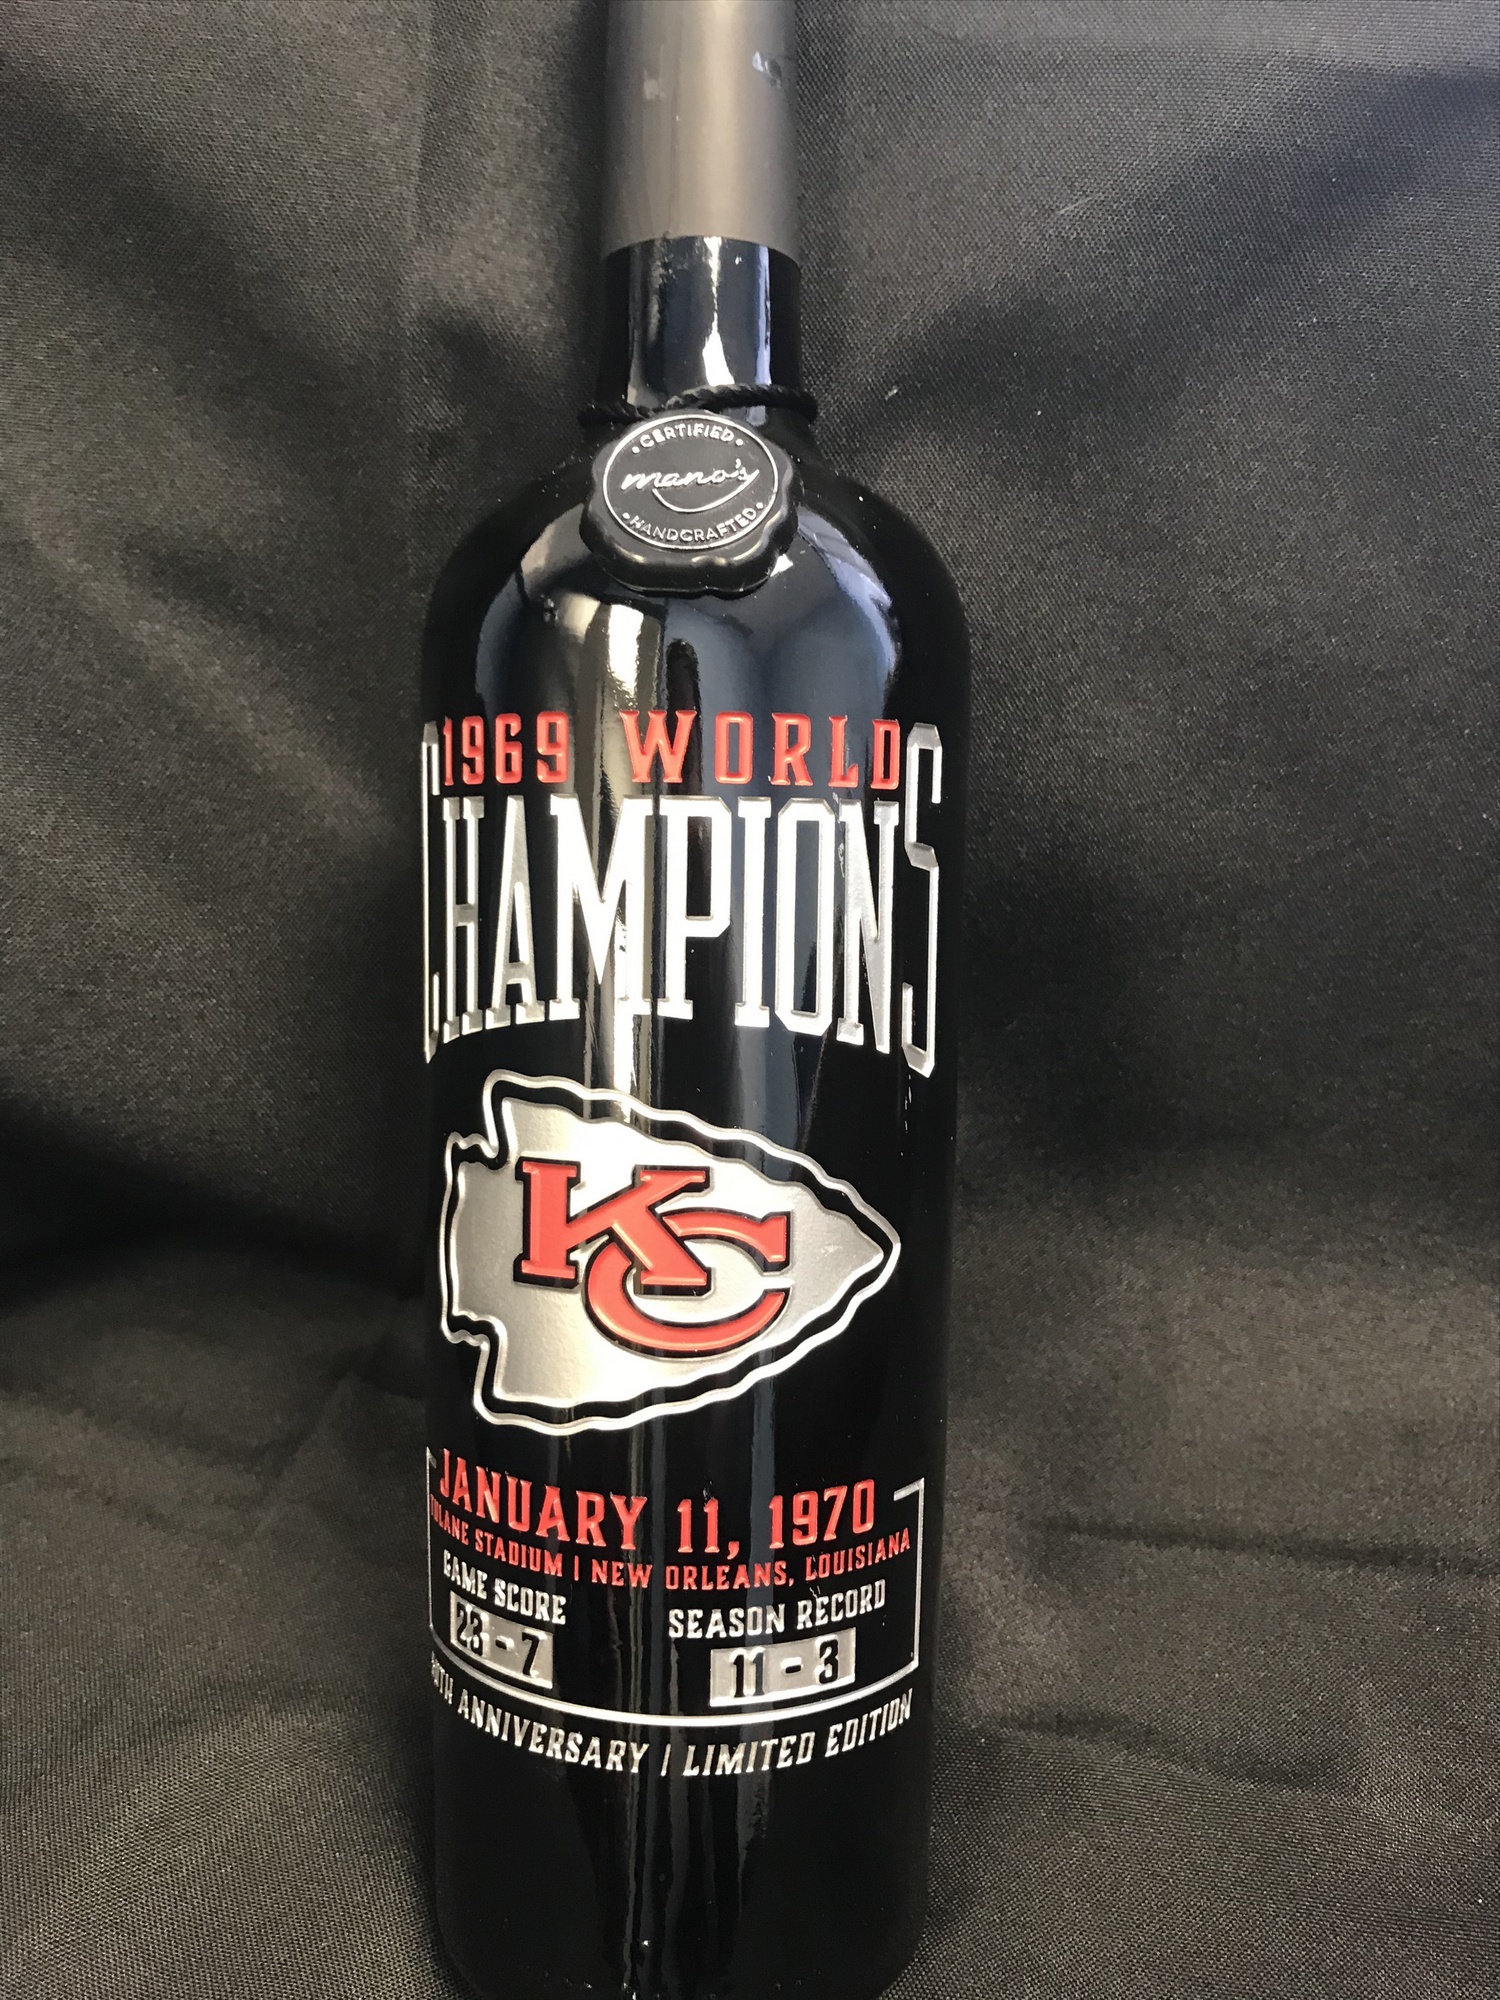 • CERTIFIED •
mano's
• HANDCRAFTED •
1969 WORLD
CHAMPIONS
KC
JANUARY 11, 1970
STADIUM | NEW ORLEANS, LOUISIANA
GAME SCORE
23 - 7
SEASON RECORD
11 - 3
ANNIVERSARY | LIMITED EDITION